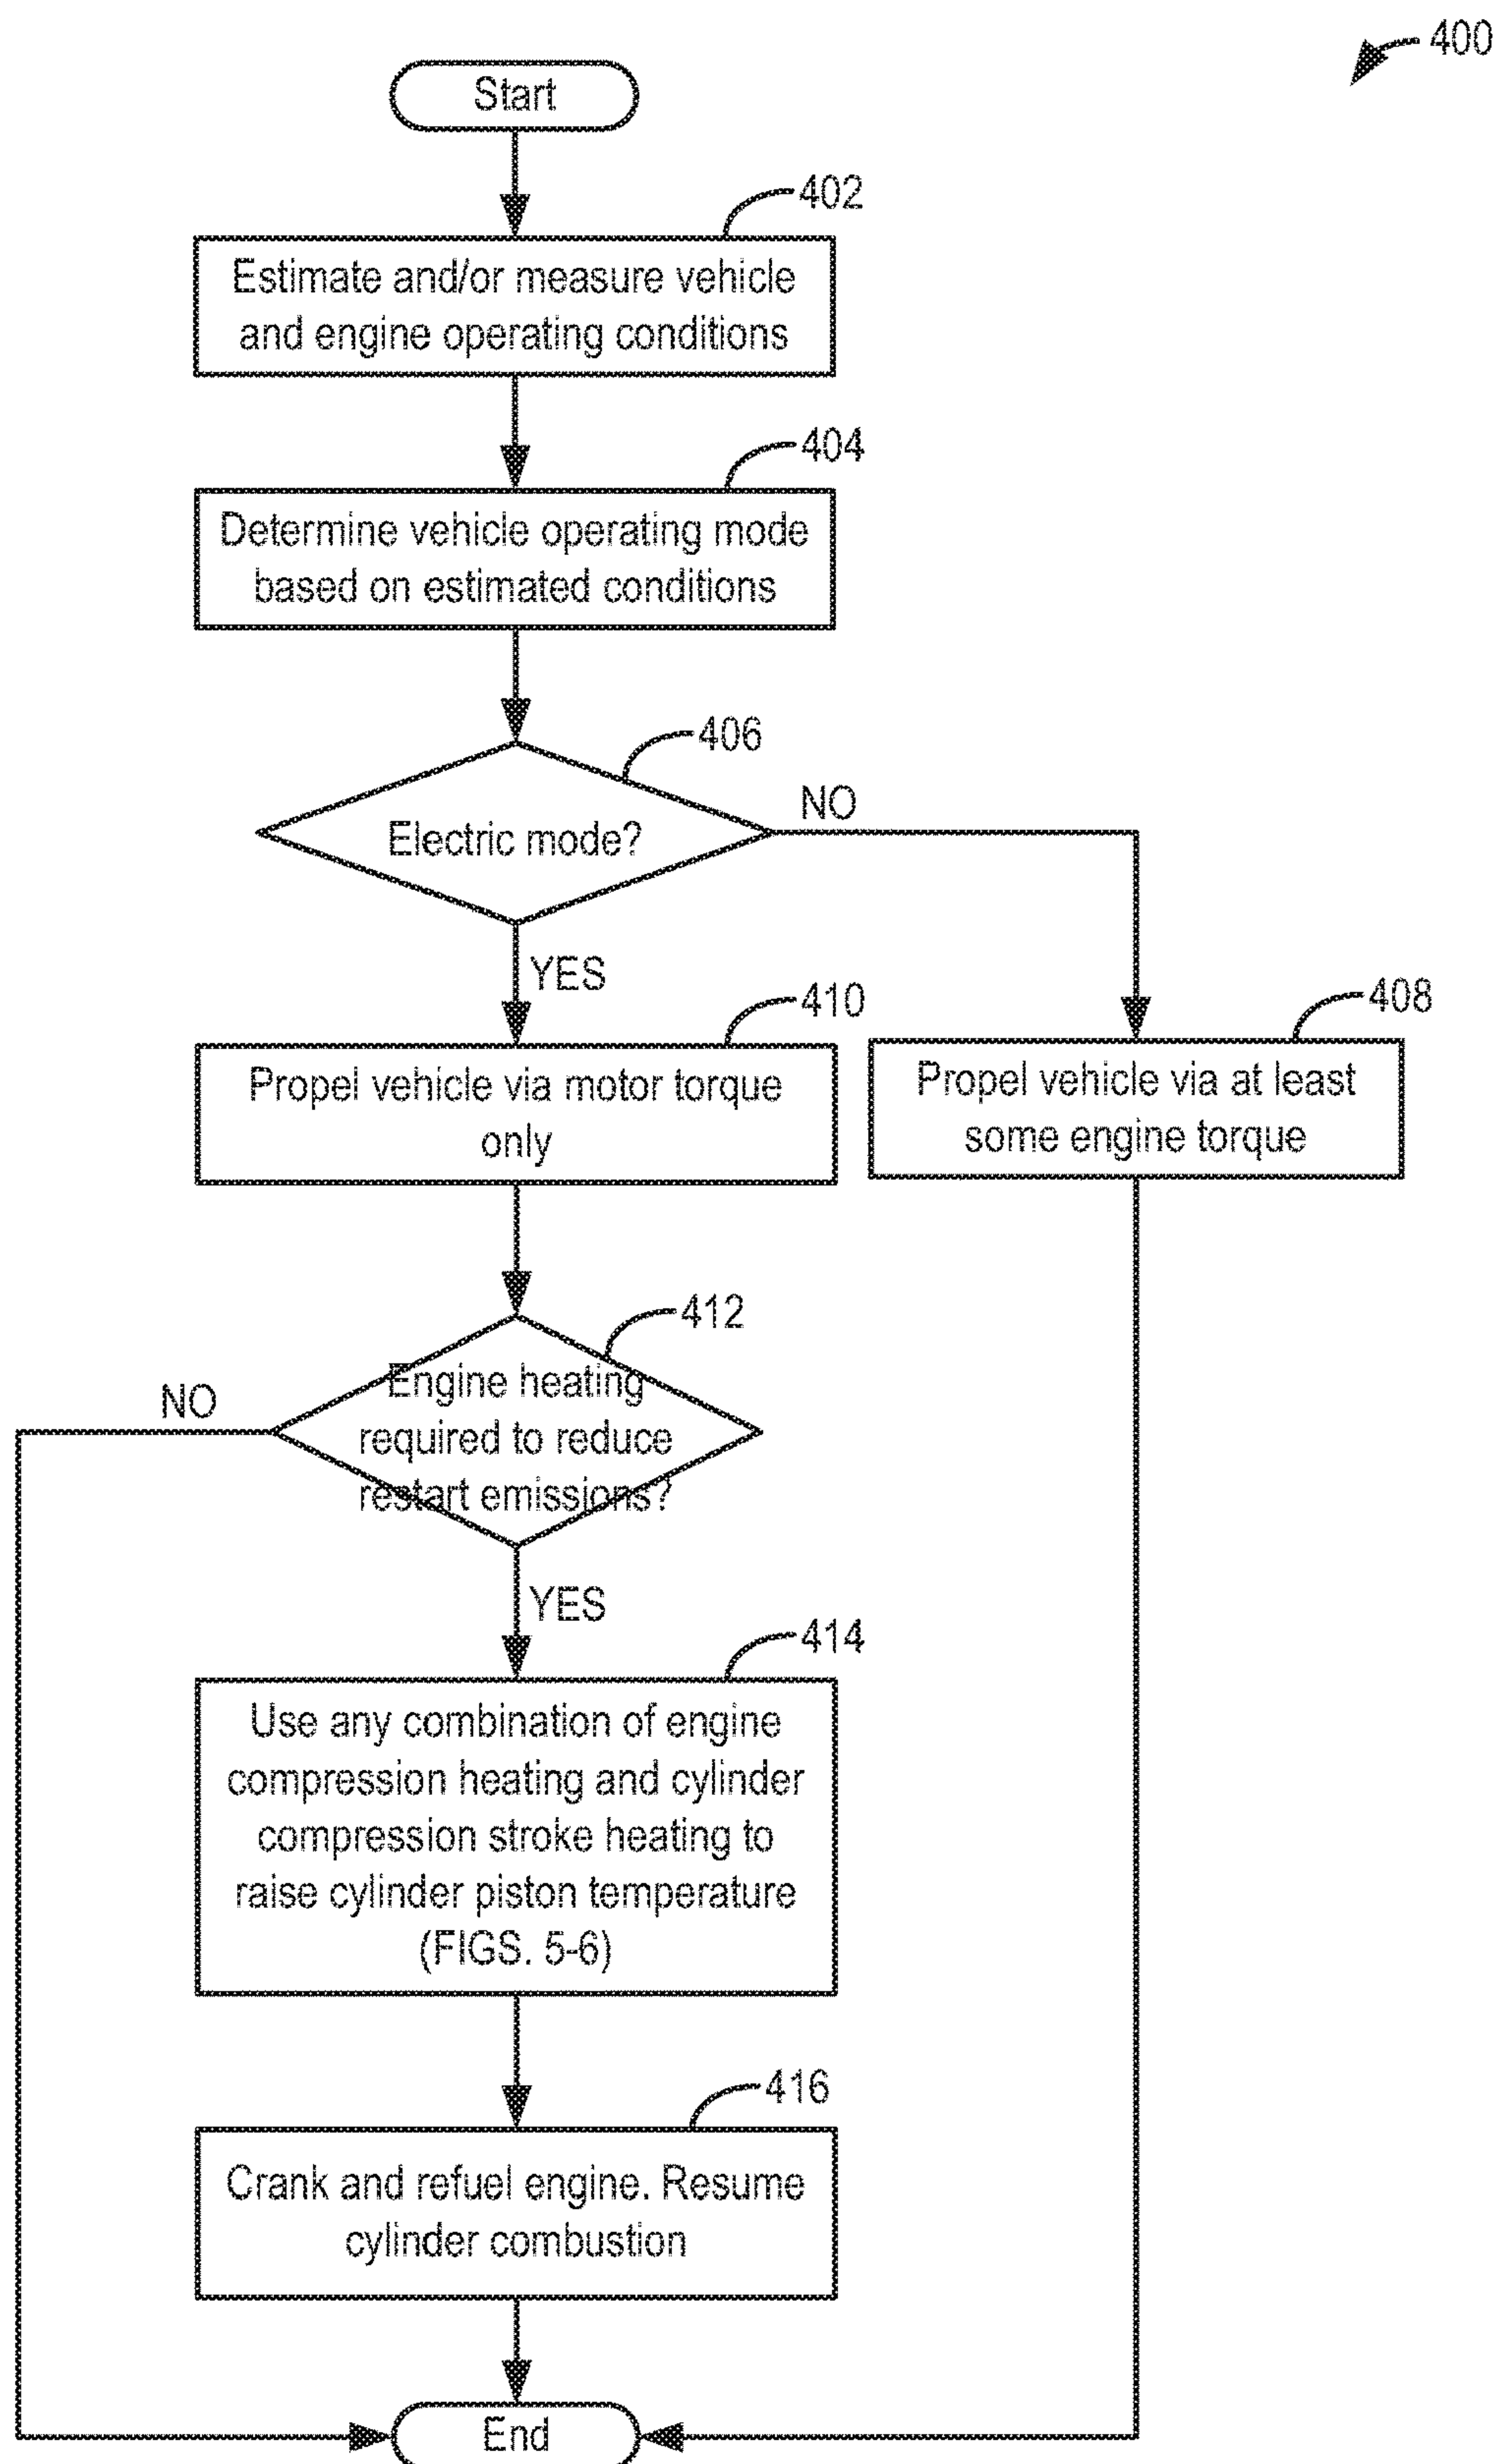 400
Start
402
Estimate and/or measure vehicle
and engine operating conditions
404
Determine vehicle operating mode
based on estimated conditions
406
Electric mode?
NO
YES
410
Propel vehicle via motor torque
only
408
Propel vehicle via at least
some engine torque
412
Engine heating
required to reduce
restart emissions?
NO
YES
414
Use any combination of engine
compression heating and cylinder
compression stroke heating to
raise cylinder piston temperature
(FIGS. 5-6)
416
Crank and refuel engine. Resume
cylinder combustion
End